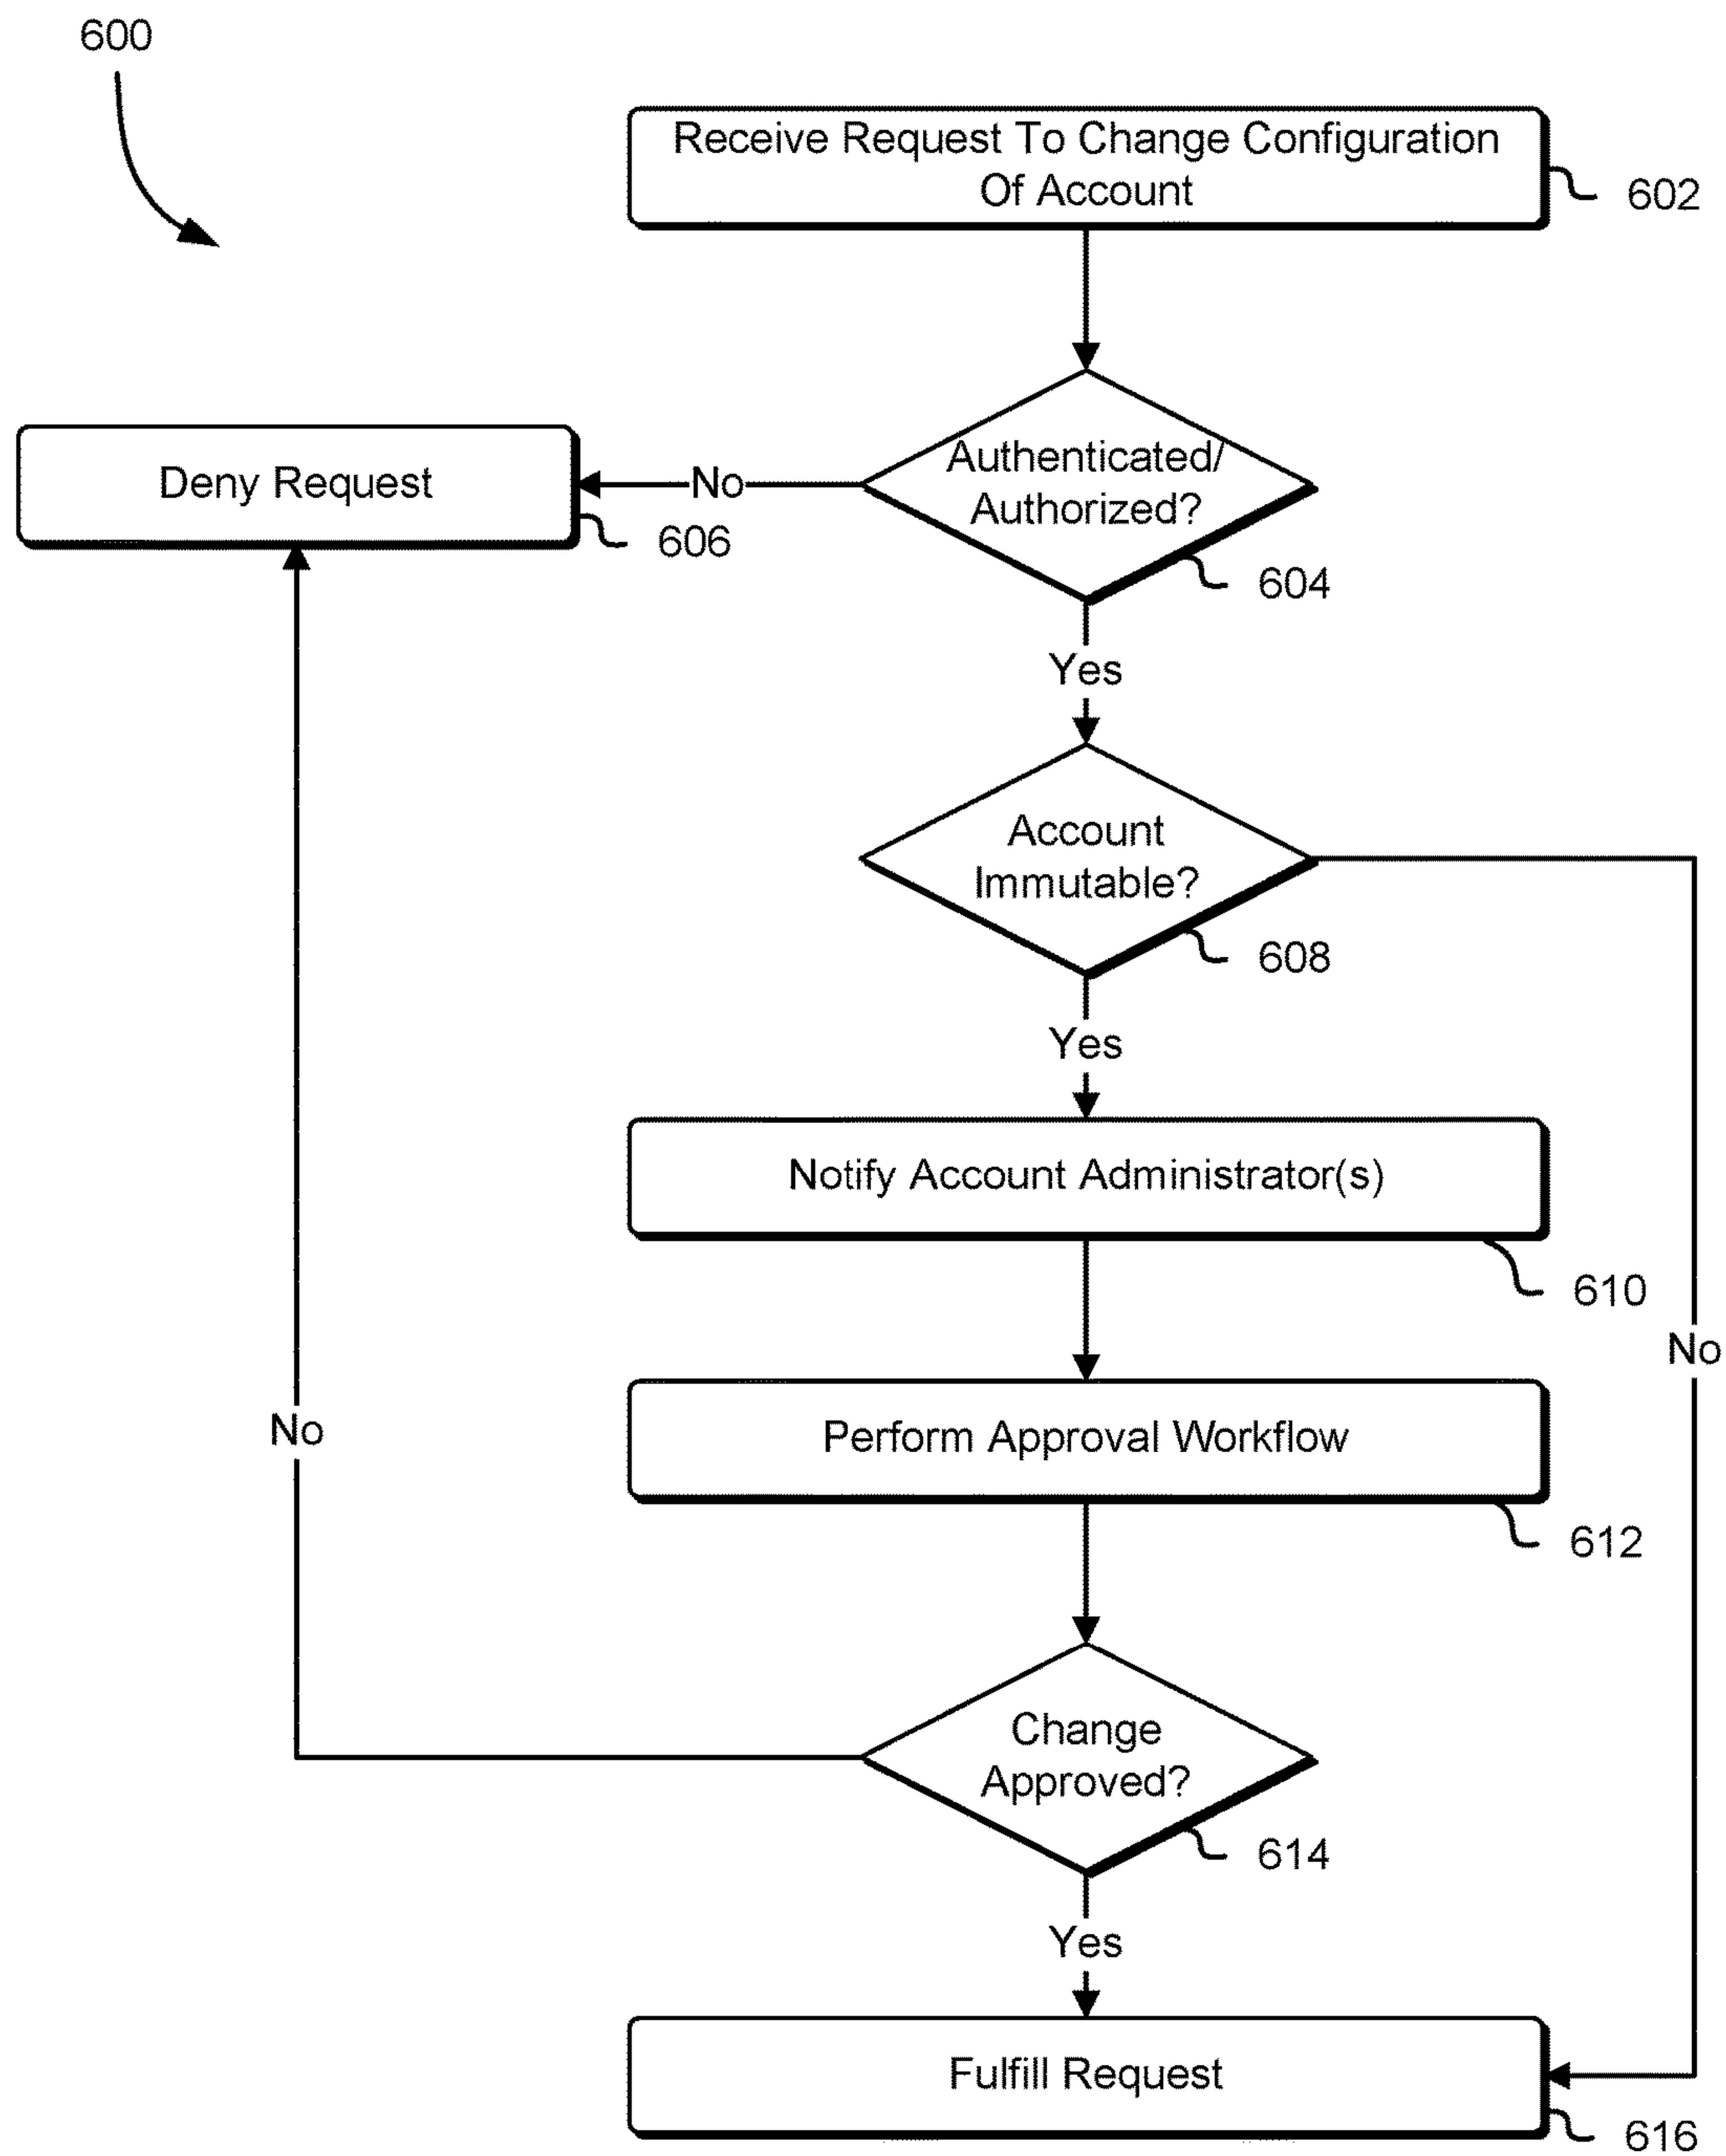 600
Receive Request To Change Configuration
Of Account
602
Authenticated/
Authorized?
604
No
Deny Request
606
Yes
Account
Immutable?
608
Yes
Notify Account Administrator(s)
610
No
Perform Approval Workflow
612
No
Change
Approved?
614
Yes
Fulfill Request
616